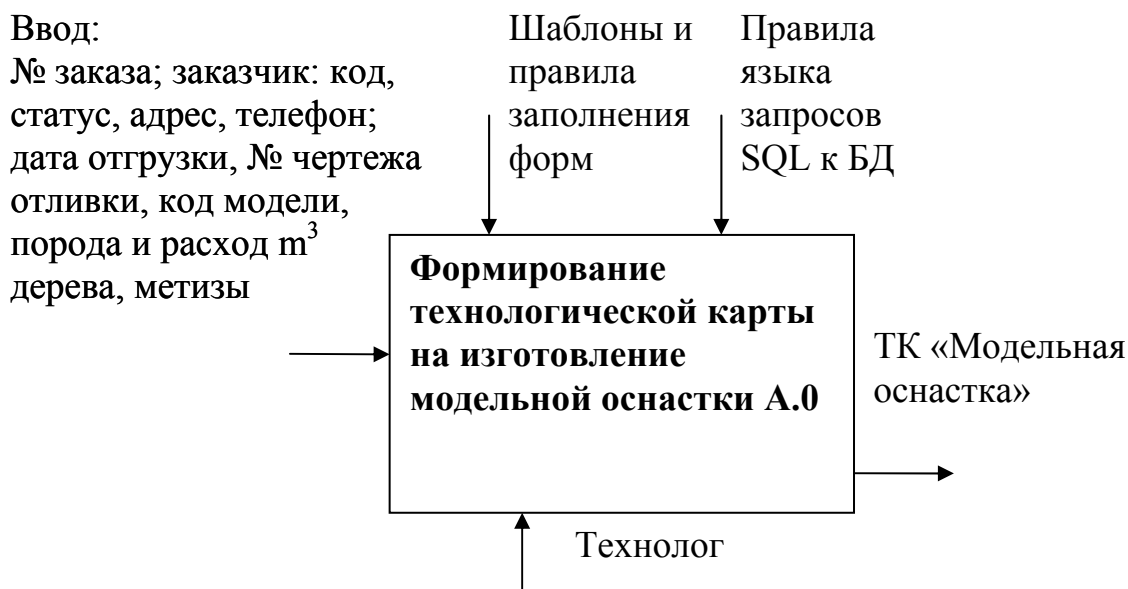 Ввод:
№ заказа; заказчик: код,
статус, адрес, телефон;
дата отгрузки, № чертежа
отливки, код модели,
порода и расход m³
дерева, метизы
Шаблоны и
правила
заполнения
форм
Правила
языка
запросов
SQL к БД
Формирование
технологической карты
на изготовление
модельной оснастки А.0
ТК «Модельная
оснастка»
Технолог